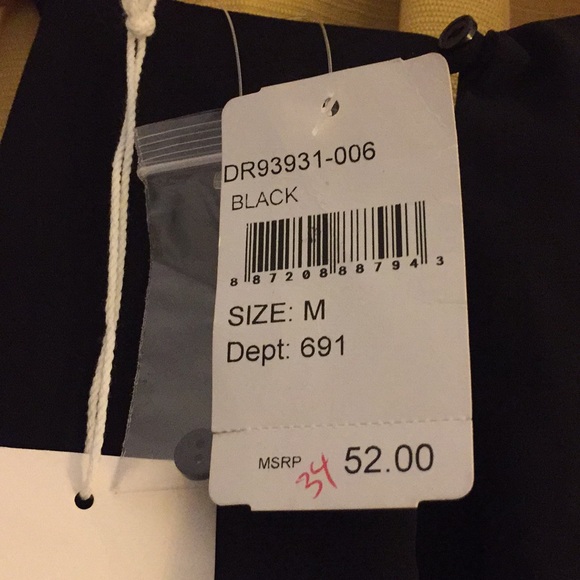 DR93931-006
BLACK
8 87208 88794 3
SIZE: M
Dept: 691
MSRP 34 52.00